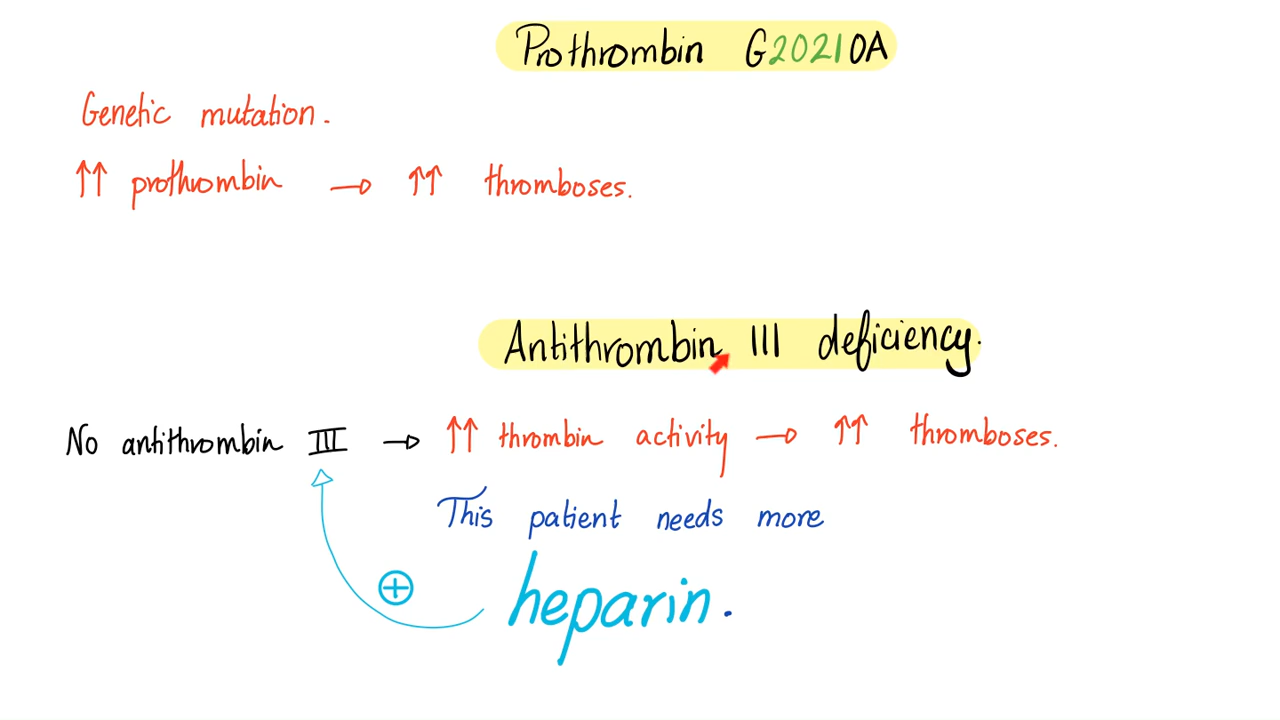 Prothrombin G20210A
Genetic mutation.
↑↑ prothrombin → ↑↑ thromboses.
Antithrombin III deficiency.
No antithrombin III → ↑↑ thrombin activity → ↑↑ thromboses.
This patient needs more
⊕ heparin.